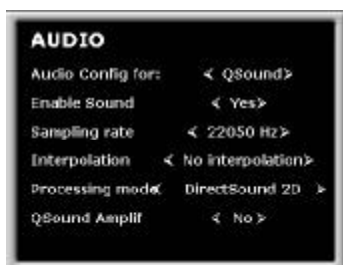 AUDIO
Audio Config for: < QSound>
Enable Sound < Yes>
Sampling rate < 22050 Hz>
Interpolation < No interpolation>
Processing mode< DirectSound 2D >
QSound Amplif < No >